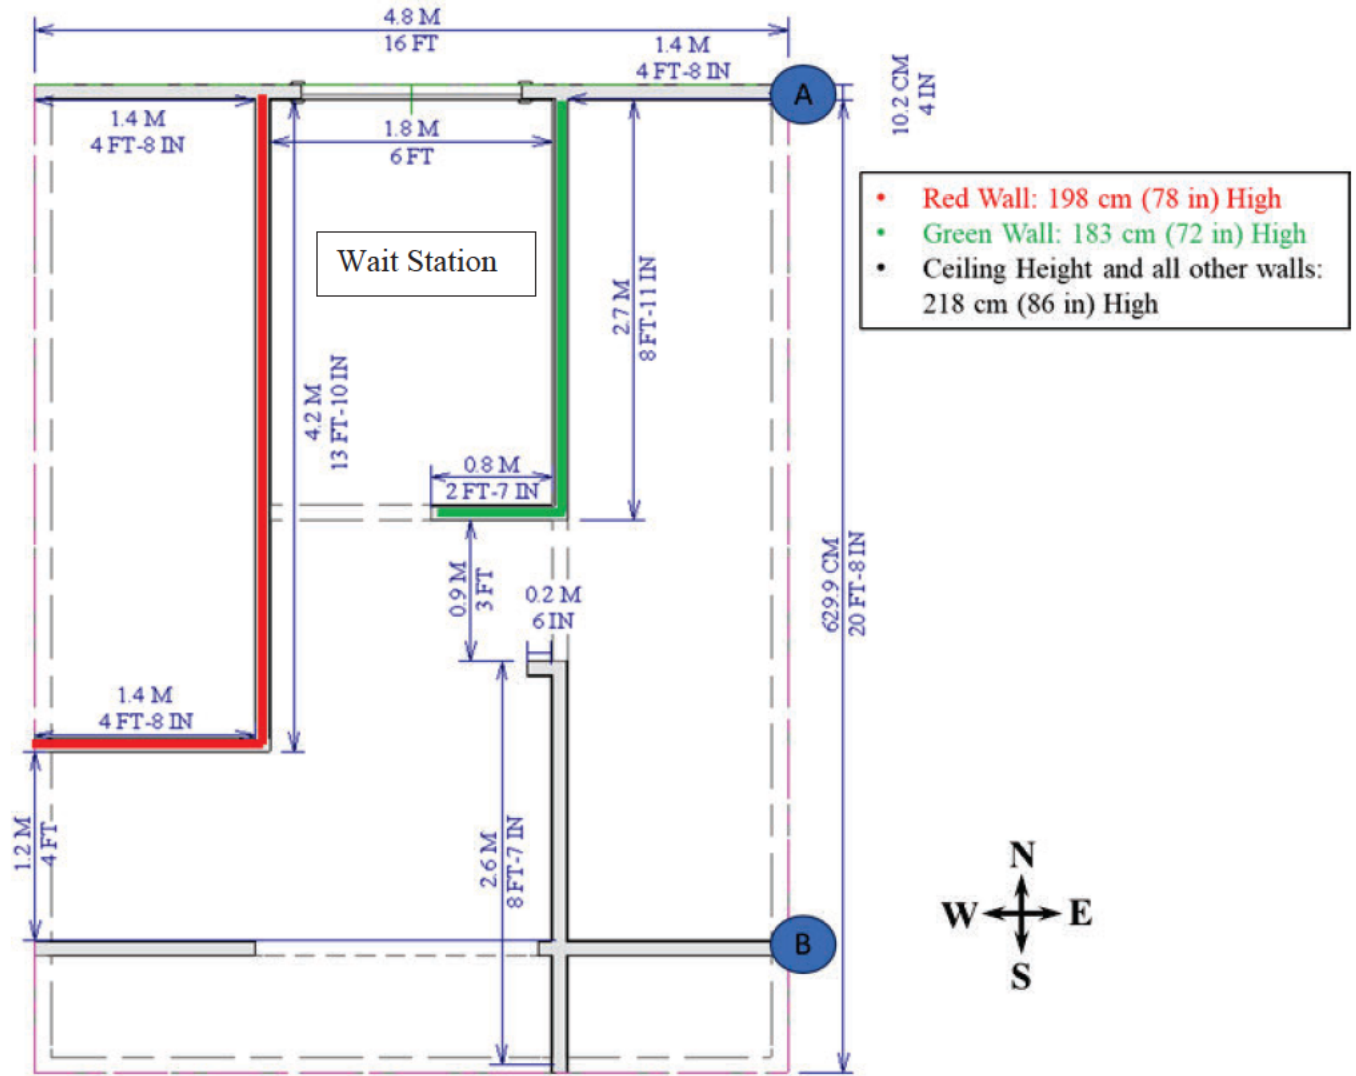 4.8 M
16 FT
1.4 M
4 FT-8 IN
A
10.2 CM
4 IN
1.4 M
4 FT-8 IN
1.8 M
6 FT
• Red Wall: 198 cm (78 in) High
• Green Wall: 183 cm (72 in) High
• Ceiling Height and all other walls:
218 cm (86 in) High
Wait Station
2.7 M
8 FT-11 IN
4.2 M
13 FT-10 IN
0.8 M
2 FT-7 IN
0.9 M
3 FT
0.2 M
6 IN
629.9 CM
20 FT-8 IN
1.4 M
4 FT-8 IN
1.2 M
4 FT
2.6 M
8 FT-7 IN
B
N
W E
S